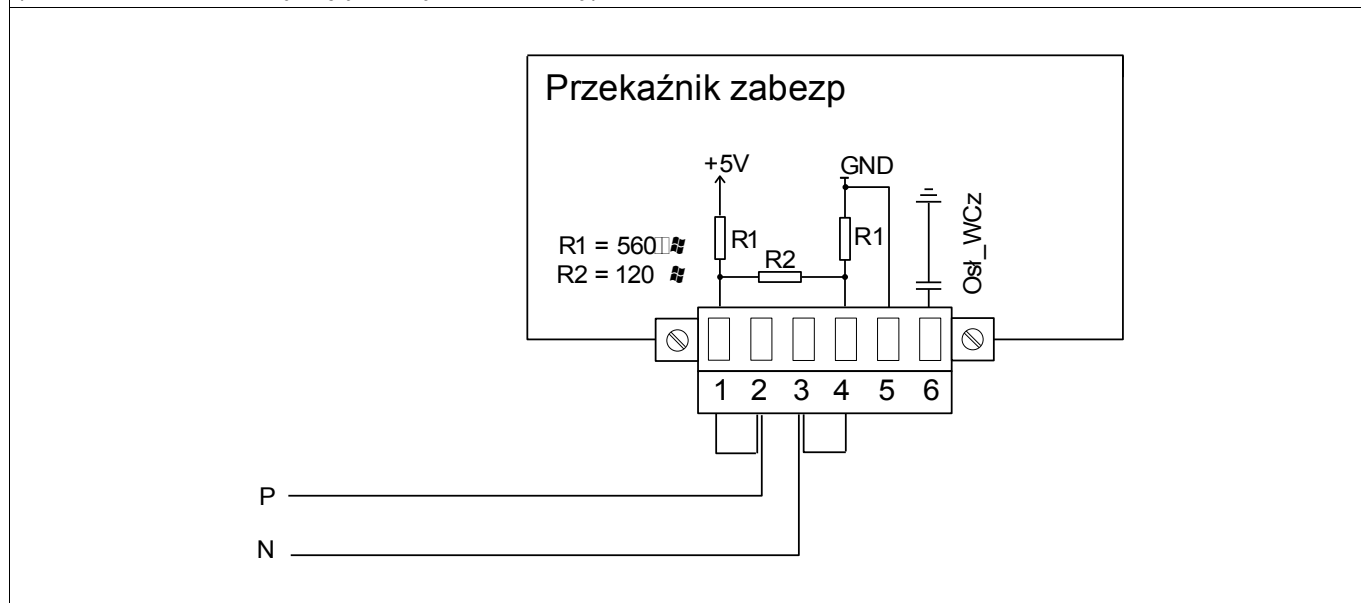 Przekaźnik zabezp
+5V
GND
R1 = 560
R2 = 120
R1
R2
R1
Osł_WCz
1 2 3 4 5 6
P
N